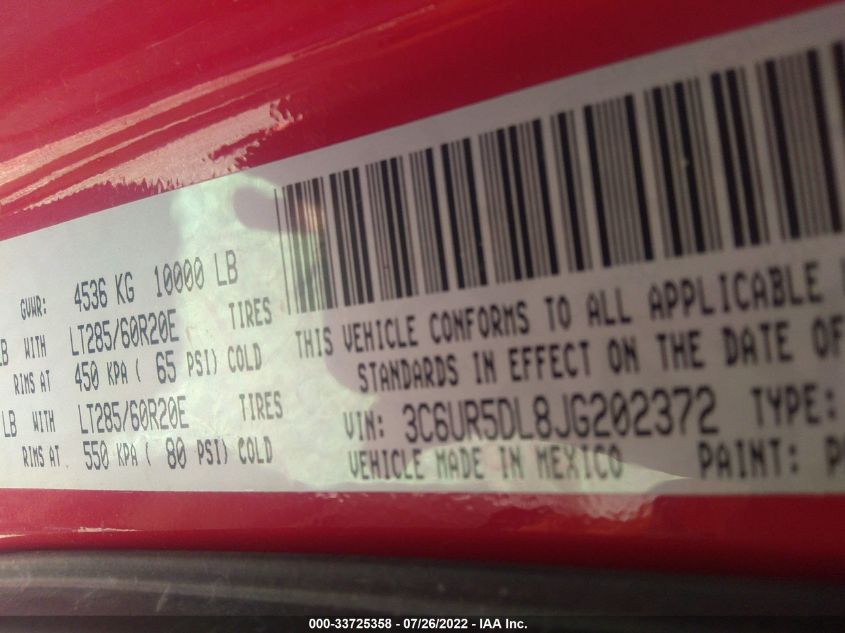 GVWR: 4536 KG 10000 LB
LB WITH LT285/60R20E TIRES
RIMS AT 450 KPA ( 65 PSI) COLD
LB WITH LT285/60R20E TIRES
RIMS AT 550 KPA ( 80 PSI) COLD
THIS VEHICLE CONFORMS TO ALL APPLICABLE
STANDARDS IN EFFECT ON THE DATE OF
VIN: 3C6UR5DL8JG202372 TYPE:
VEHICLE MADE IN MEXICO PAINT:
000-33725358 - 07/26/2022 - IAA Inc.